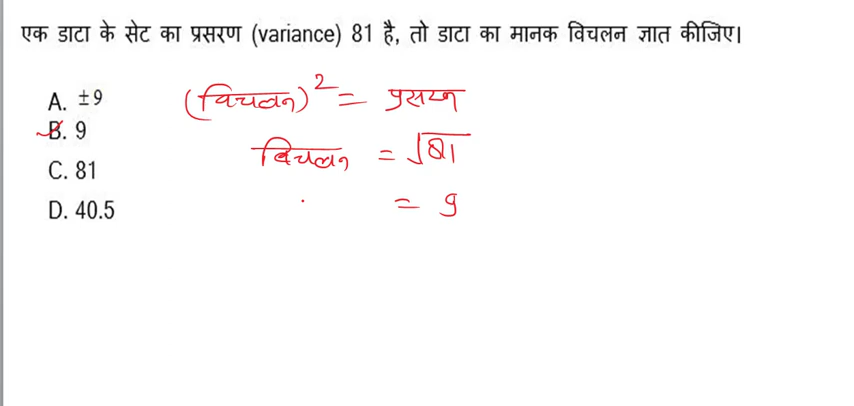 एक डाटा के सेट का प्रसरण (variance) 81 है, तो डाटा का मानक विचलन ज्ञात कीजिए।
A. ±9
(विचलन)² = प्रसरण
B. 9
विचलन = √81
C. 81
= 9
D. 40.5